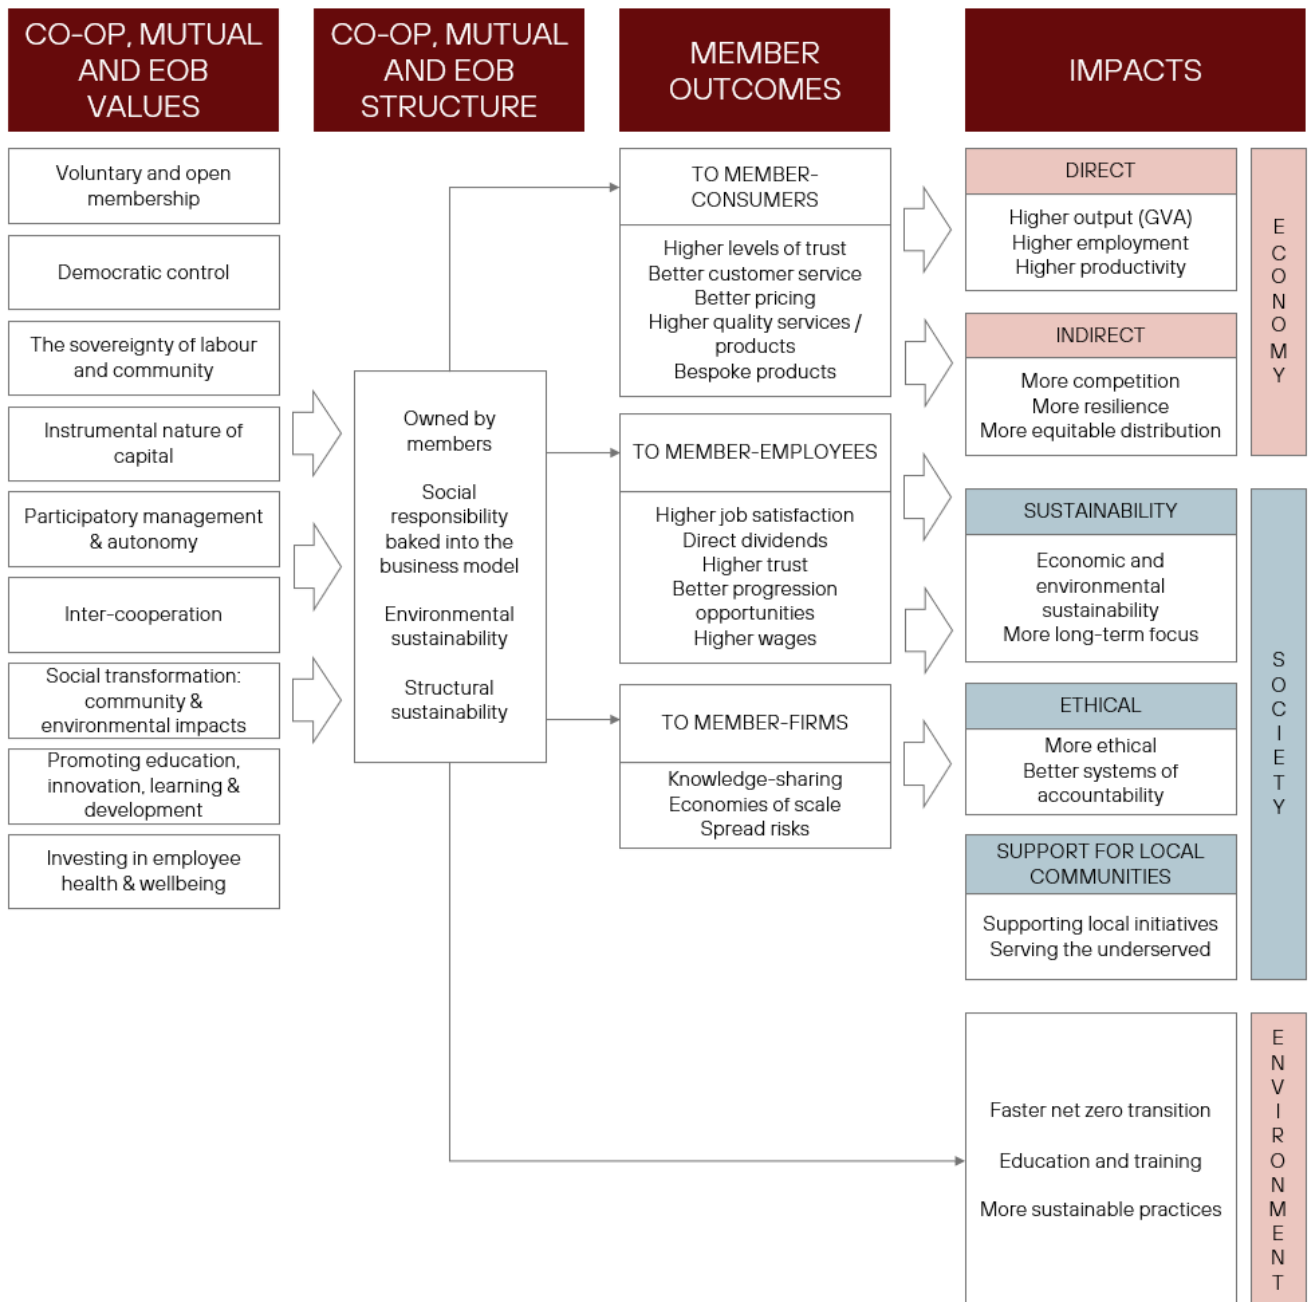 CO-OP, MUTUAL
AND EOB
VALUES
Voluntary and open
membership
Democratic control
The sovereignty of labour
and community
Instrumental nature of
capital
Participatory management
& autonomy
Inter-cooperation
Social transformation:
community &
environmental impacts
Promoting education,
innovation, learning &
development
Investing in employee
health & wellbeing
CO-OP, MUTUAL
AND EOB
STRUCTURE
Owned by
members
Social
responsibility
baked into the
business model
Environmental
sustainability
Structural
sustainability
MEMBER
OUTCOMES
TO MEMBER-
CONSUMERS
Higher levels of trust
Better customer service
Better pricing
Higher quality services /
products
Bespoke products
TO MEMBER-EMPLOYEES
Higher job satisfaction
Direct dividends
Higher trust
Better progression
opportunities
Higher wages
TO MEMBER-FIRMS
Knowledge-sharing
Economies of scale
Spread risks
IMPACTS
DIRECT
Higher output (GVA)
Higher employment
Higher productivity
INDIRECT
More competition
More resilience
More equitable distribution
ECONOMY
SUSTAINABILITY
Economic and
environmental
sustainability
More long-term focus
ETHICAL
More ethical
Better systems of
accountability
SUPPORT FOR LOCAL
COMMUNITIES
Supporting local initiatives
Serving the underserved
SOCIETY
Faster net zero transition
Education and training
More sustainable practices
ENVIRONMENT